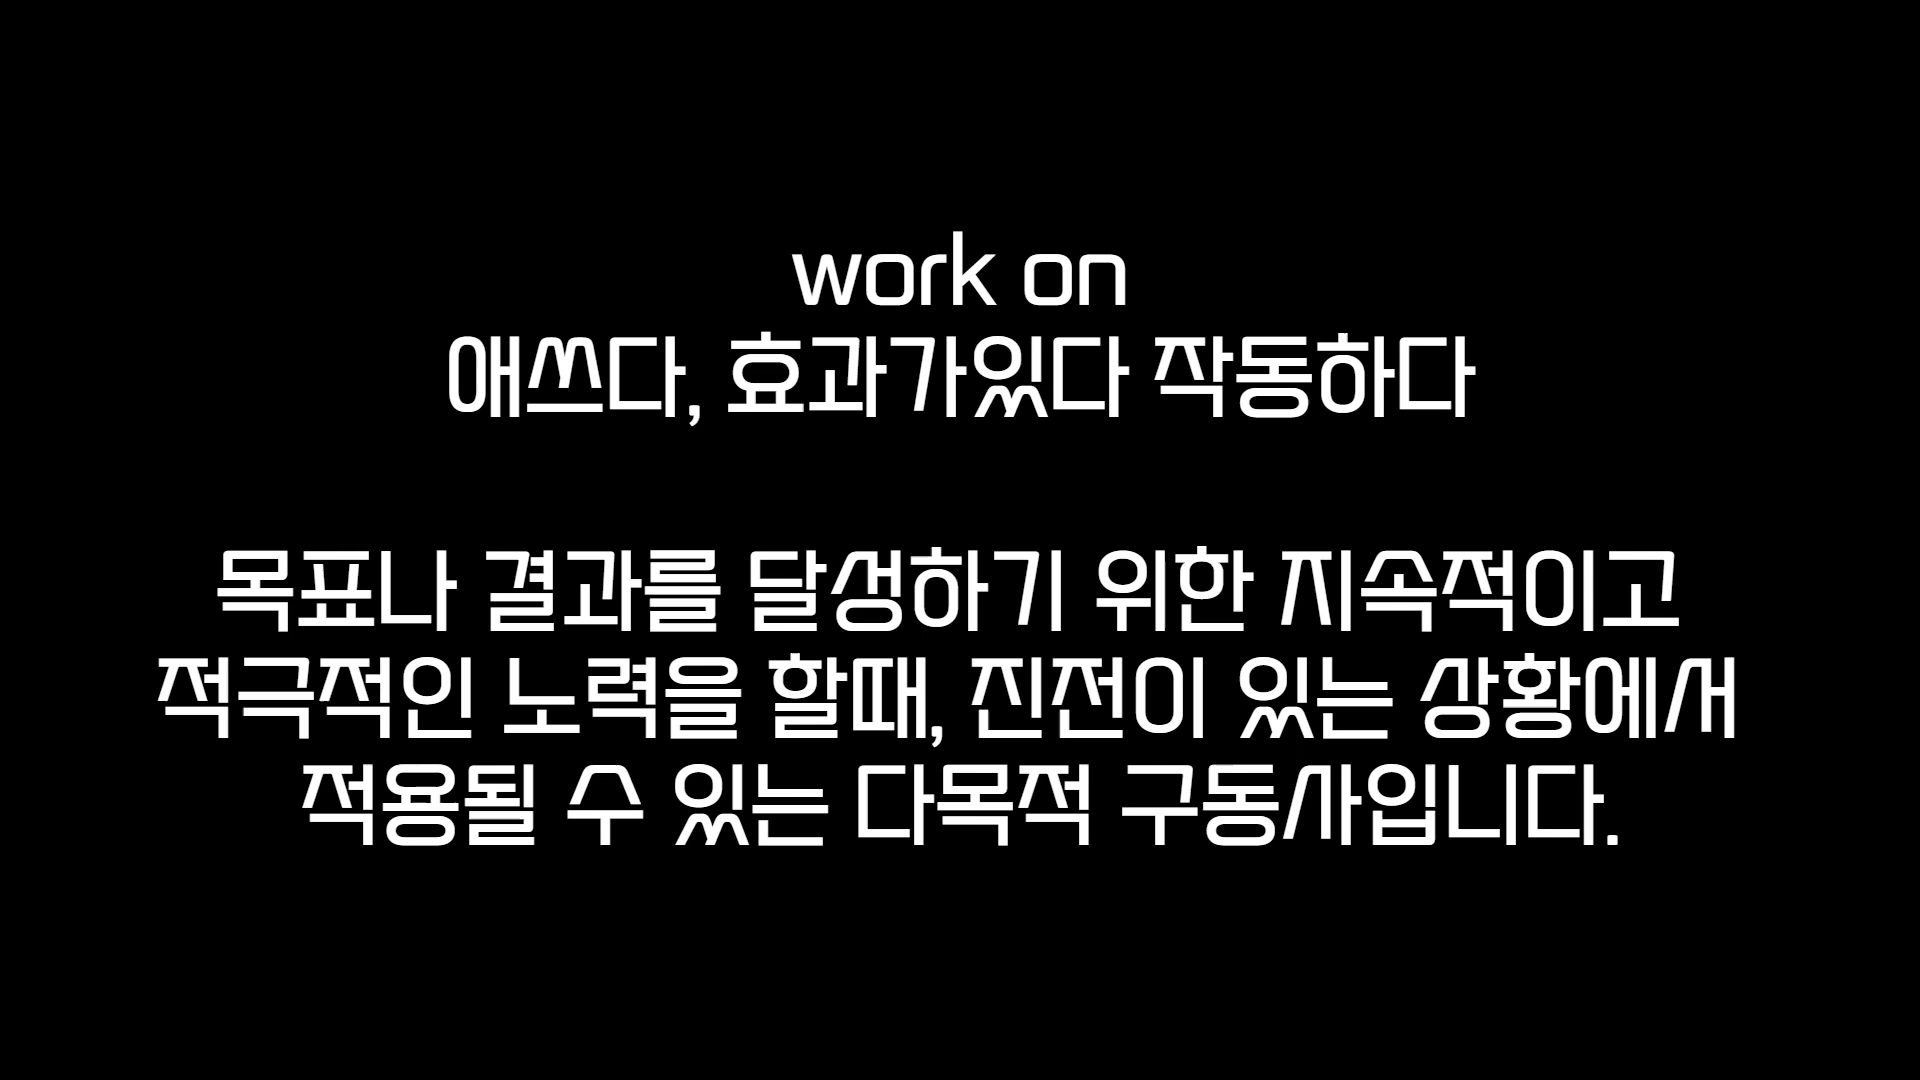 work on
애쓰다, 효과가있다 작동하다
목표나 결과를 달성하기 위한 지속적이고
적극적인 노력을 할때, 진전이 있는 상황에서
적용될 수 있는 다목적 구동사입니다.